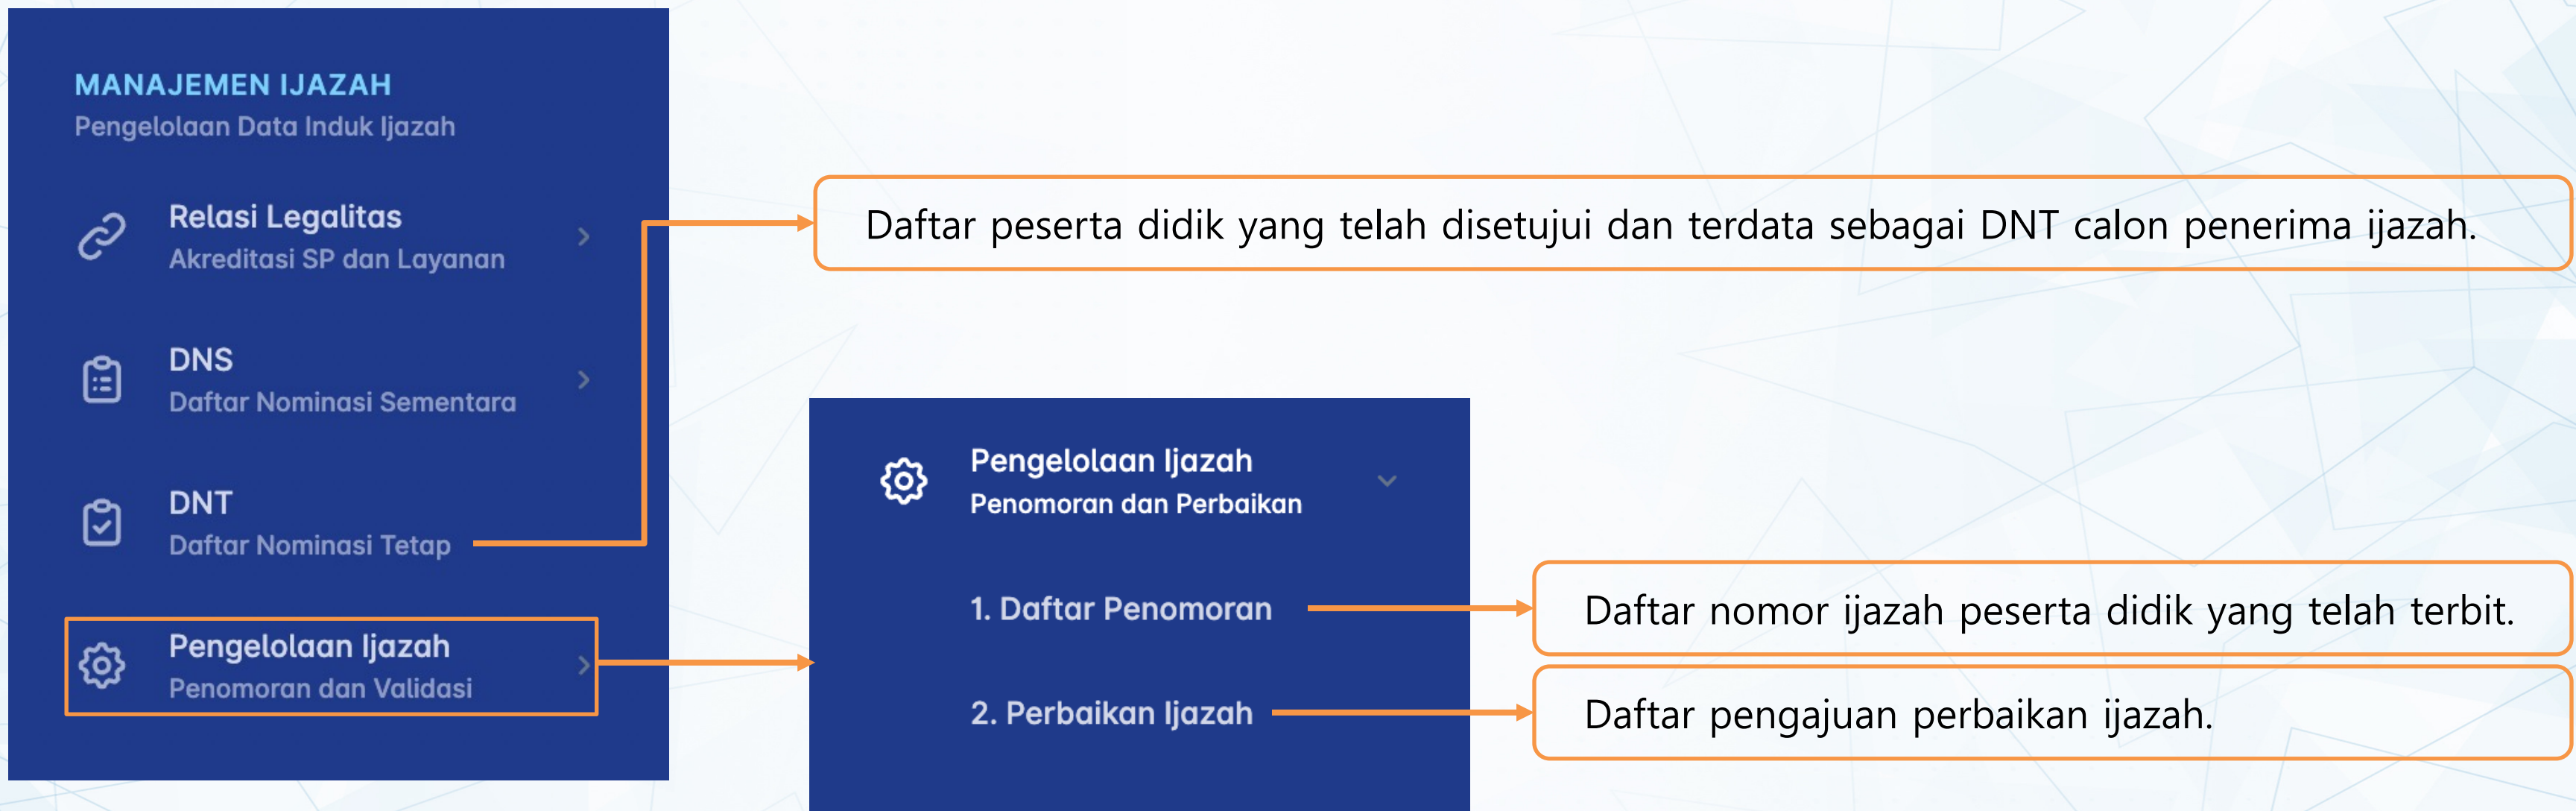 MANAJEMEN IJAZAH
Pengelolaan Data Induk Ijazah
Relasi Legalitas
Akreditasi SP dan Layanan
DNS
Daftar Nominasi Sementara
DNT
Daftar Nominasi Tetap
Pengelolaan Ijazah
Penomoran dan Validasi
Daftar peserta didik yang telah disetujui dan terdata sebagai DNT calon penerima ijazah.
Pengelolaan Ijazah
Penomoran dan Perbaikan
1. Daftar Penomoran
Daftar nomor ijazah peserta didik yang telah terbit.
2. Perbaikan Ijazah
Daftar pengajuan perbaikan ijazah.